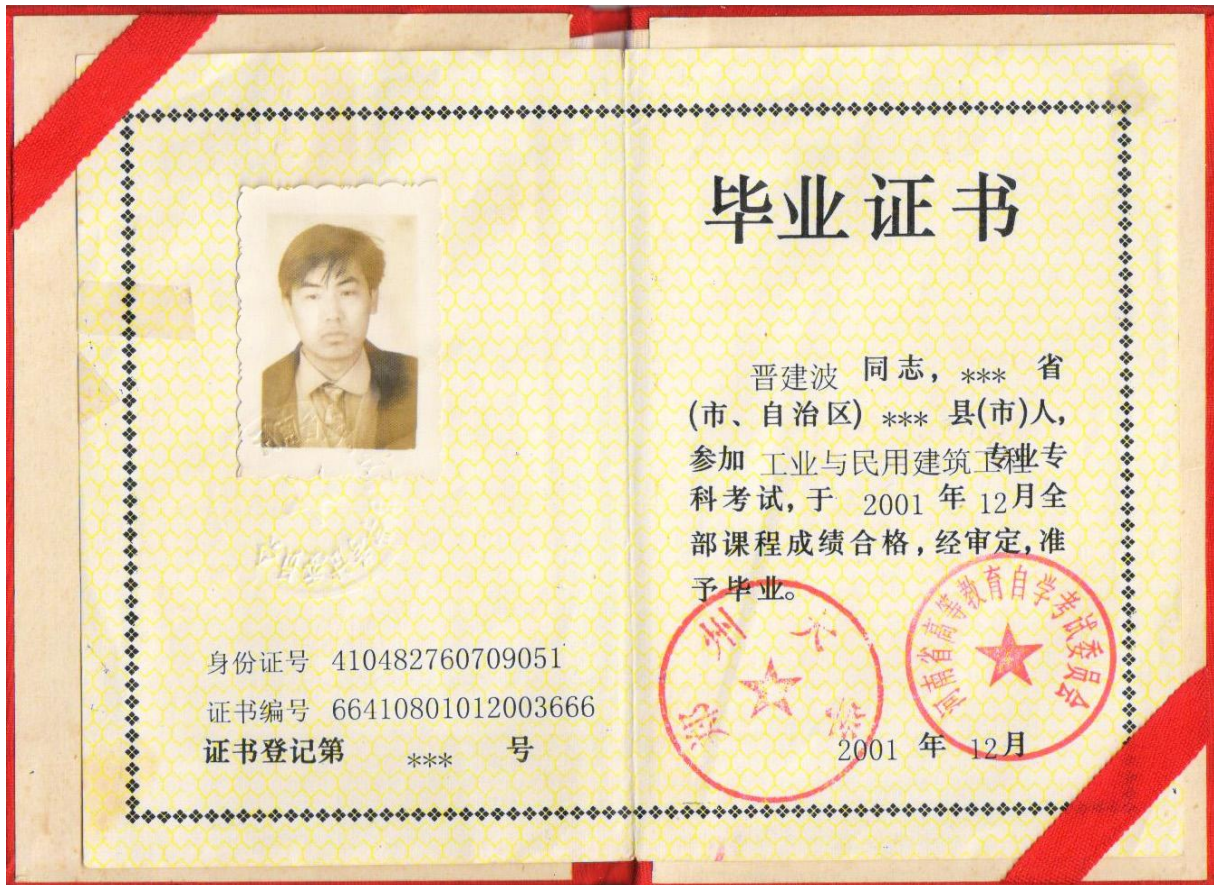 毕业证书
晋建波 同志，*** 省
(市、自治区) *** 县(市)人，
参加 工业与民用建筑工程专业专
科考试，于 2001 年 12月全
部课程成绩合格，经审定，准
予毕业。
郑州大学
河南省高等教育自学考试委员会
2001 年 12月
身份证号 410482760709051
证书编号 66410801012003666
证书登记第 *** 号